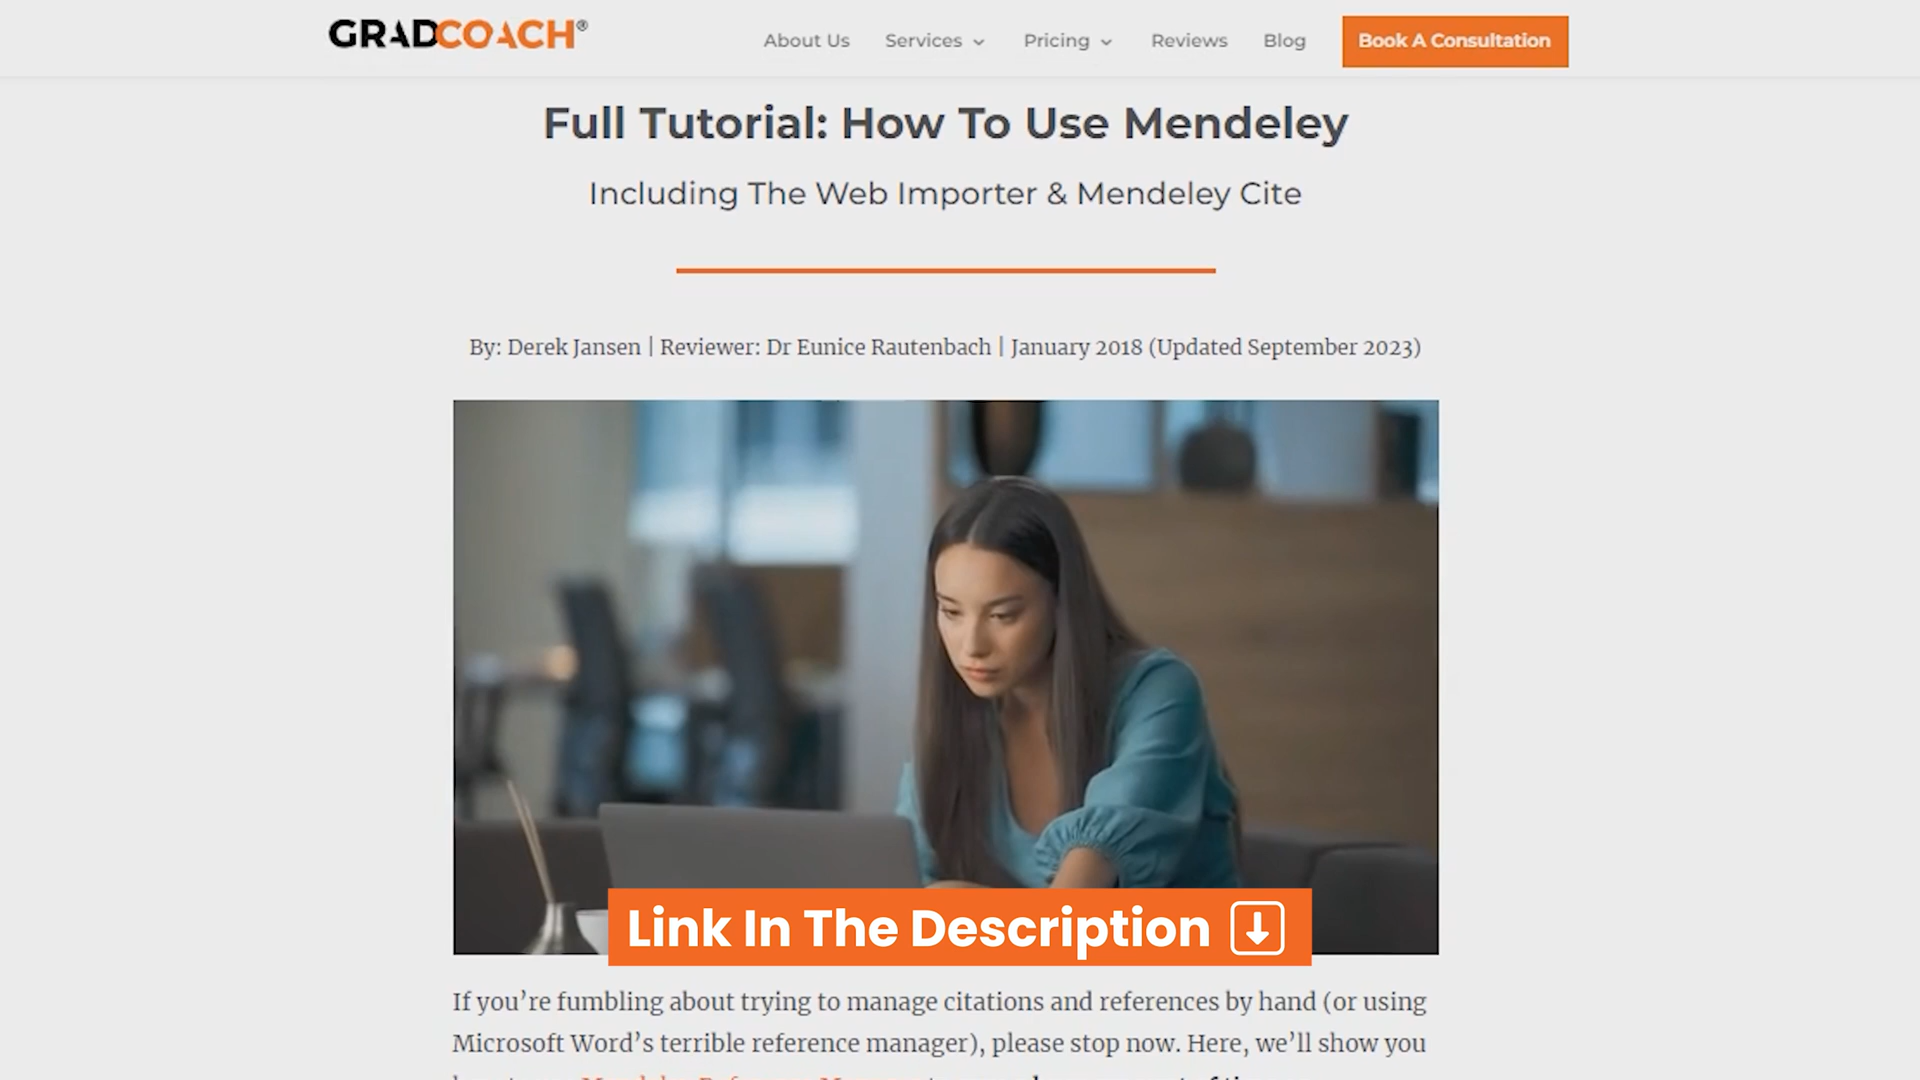 GRADCOACH®
About Us Services Pricing Reviews Blog Book A Consultation
Full Tutorial: How To Use Mendeley
Including The Web Importer & Mendeley Cite
By: Derek Jansen | Reviewer: Dr Eunice Rautenbach | January 2018 (Updated September 2023)
Link In The Description
If you’re fumbling about trying to manage citations and references by hand (or using
Microsoft Word’s terrible reference manager), please stop now. Here, we’ll show you